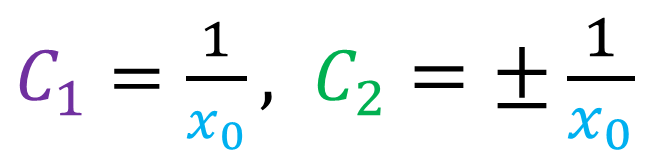 C₁ = 1/x₀, C₂ = ± 1/x₀